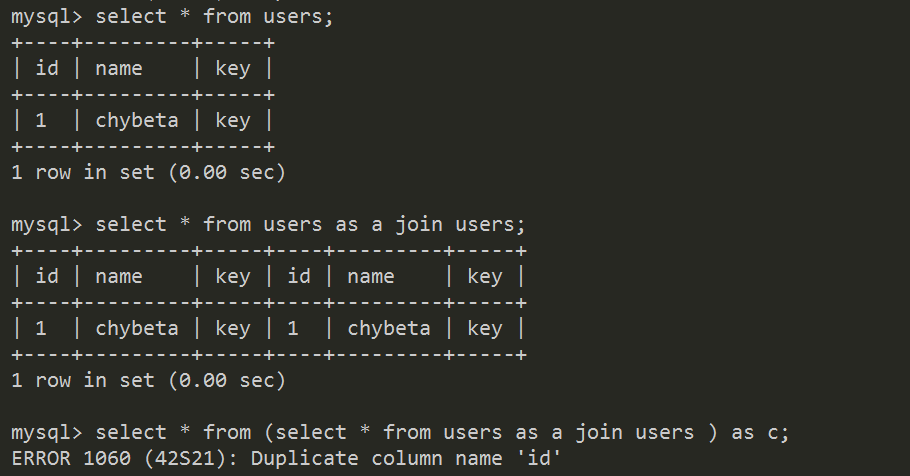 mysql> select * from users;
+----+---------+-----+
| id | name    | key |
+----+---------+-----+
| 1  | chybeta | key |
+----+---------+-----+
1 row in set (0.00 sec)

mysql> select * from users as a join users;
+----+---------+-----+----+---------+-----+
| id | name    | key | id | name    | key |
+----+---------+-----+----+---------+-----+
| 1  | chybeta | key | 1  | chybeta | key |
+----+---------+-----+----+---------+-----+
1 row in set (0.00 sec)

mysql> select * from (select * from users as a join users ) as c;
ERROR 1060 (42S21): Duplicate column name 'id'